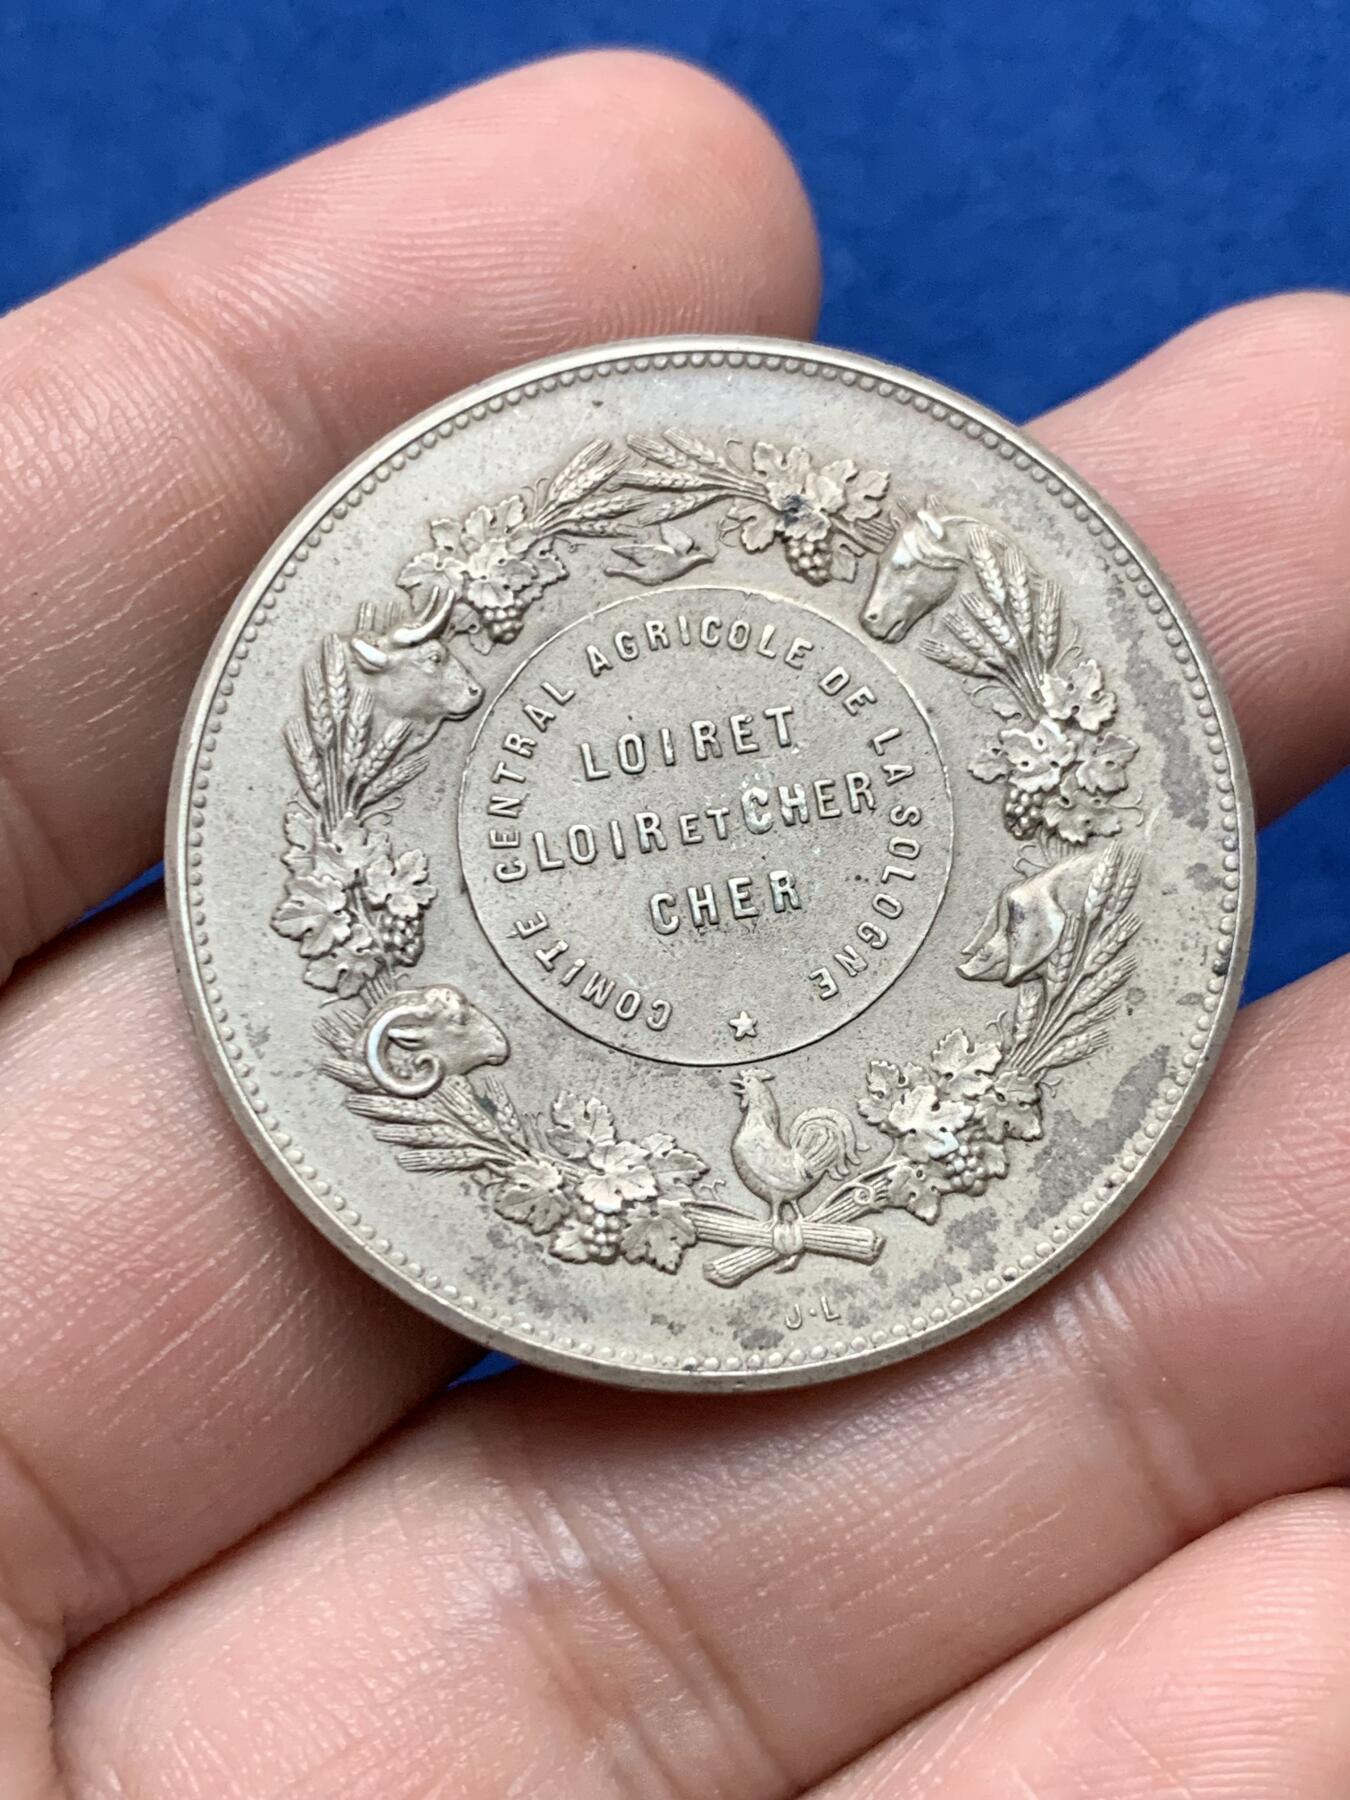 COMITÉ CENTRAL AGRICOLE DE LA SOLOGNE
LOIRET
LOIR ET CHER
CHER
J·L